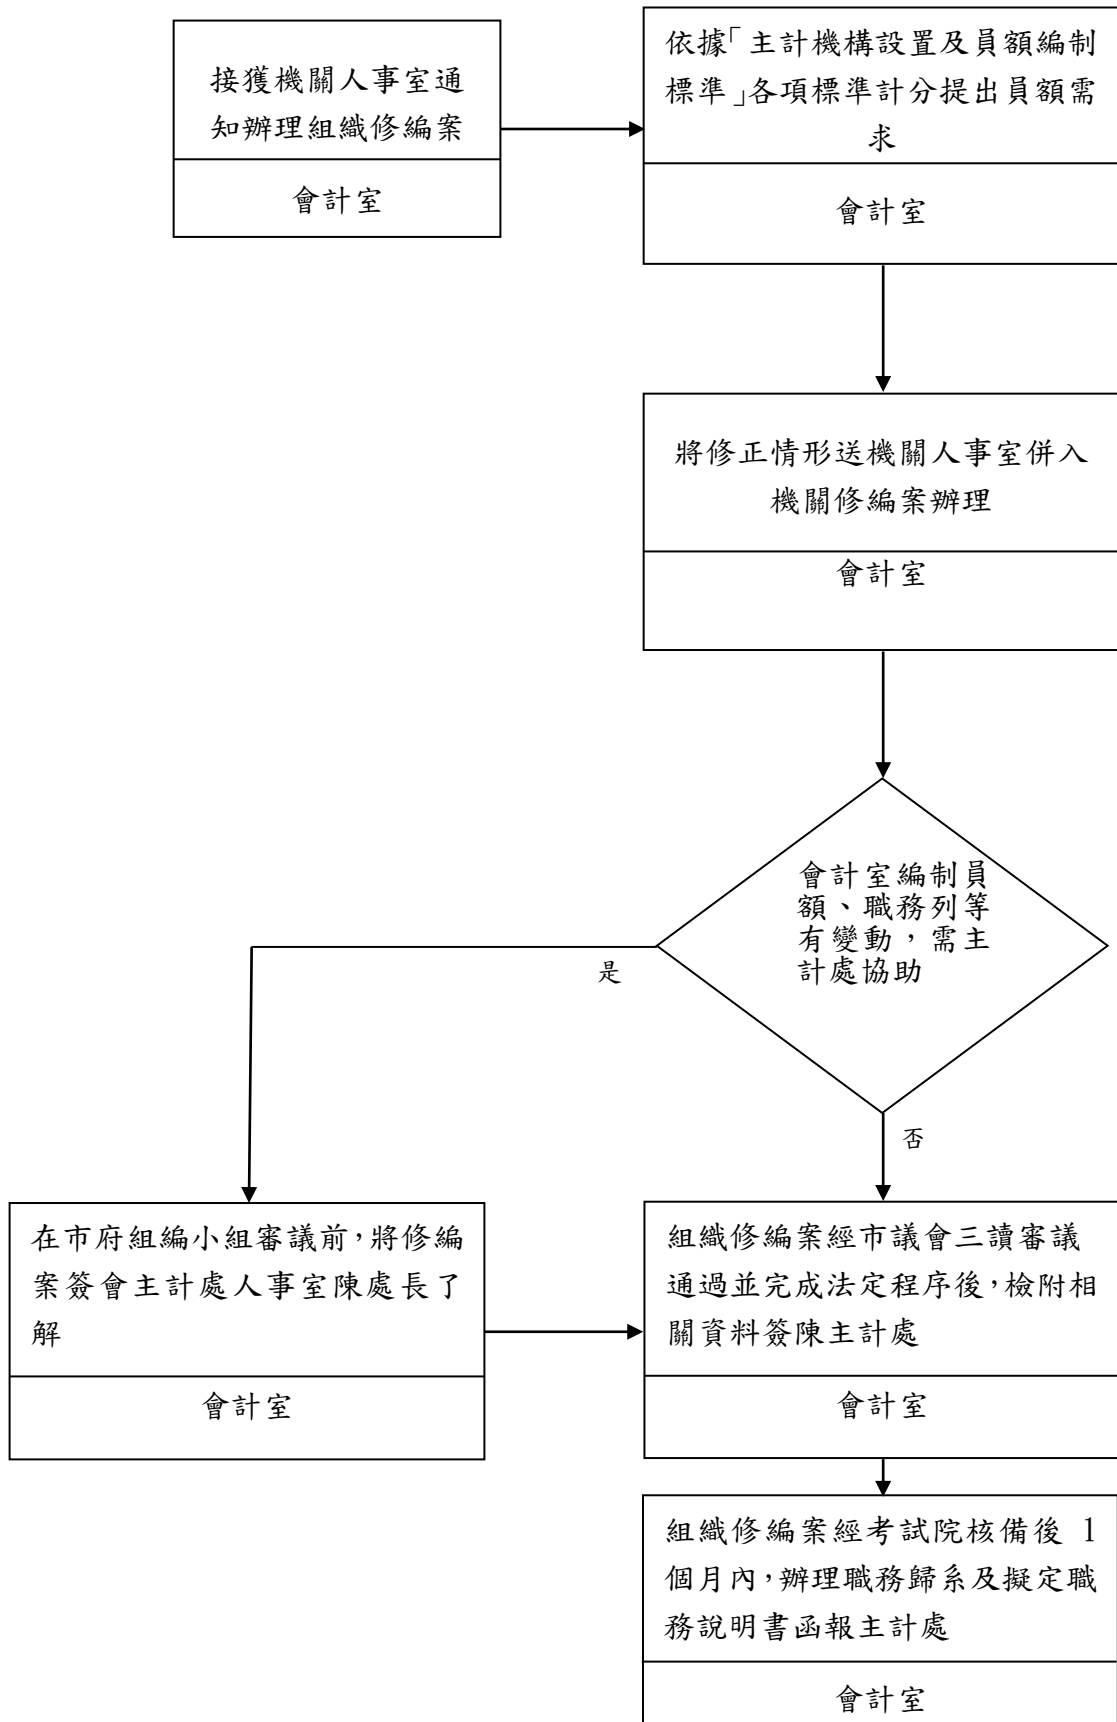 接獲機關人事室通
知辦理組織修編案
會計室
依據「主計機構設置及員額編制
標準」各項標準計分提出員額需
求
會計室
將修正情形送機關人事室併入
機關修編案辦理
會計室
會計室編制員
額、職務列等
有變動，需主
計處協助
是
否
在市府組編小組審議前，將修編
案簽會主計處人事室陳處長了
解
會計室
組織修編案經市議會三讀審議
通過並完成法定程序後，檢附相
關資料簽陳主計處
會計室
組織修編案經考試院核備後 1
個月內，辦理職務歸系及擬定職
務說明書函報主計處
會計室